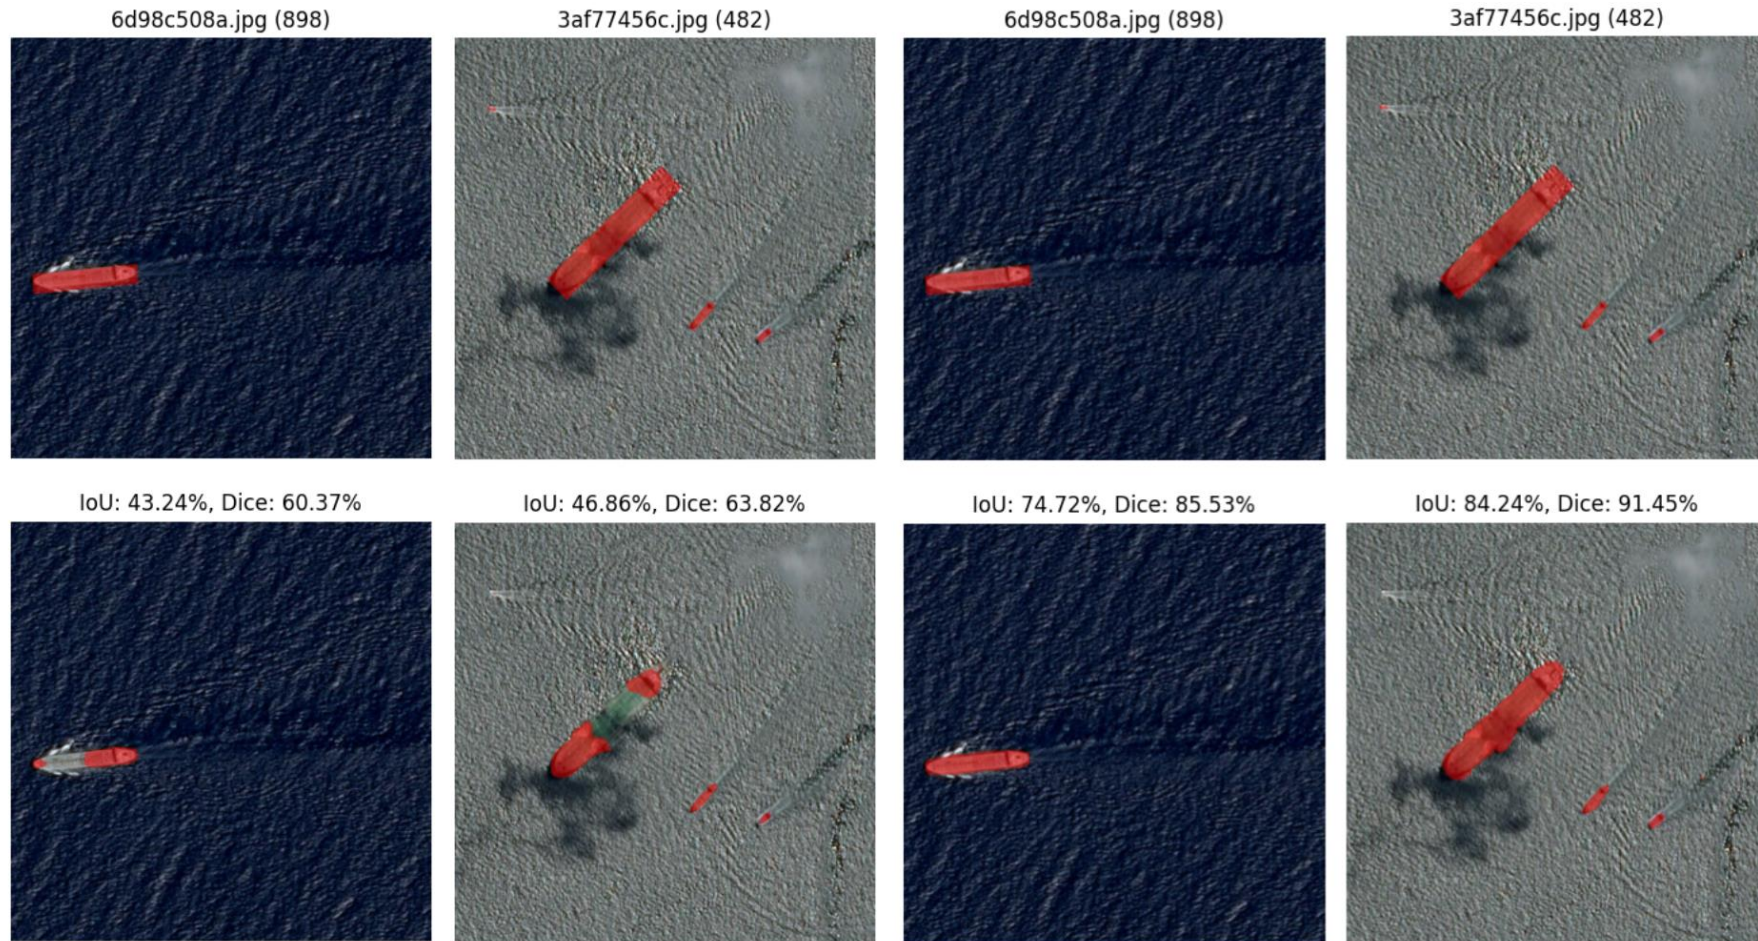 6d98c508a.jpg (898)
3af77456c.jpg (482)
6d98c508a.jpg (898)
3af77456c.jpg (482)
IoU: 43.24%, Dice: 60.37%
IoU: 46.86%, Dice: 63.82%
IoU: 74.72%, Dice: 85.53%
IoU: 84.24%, Dice: 91.45%